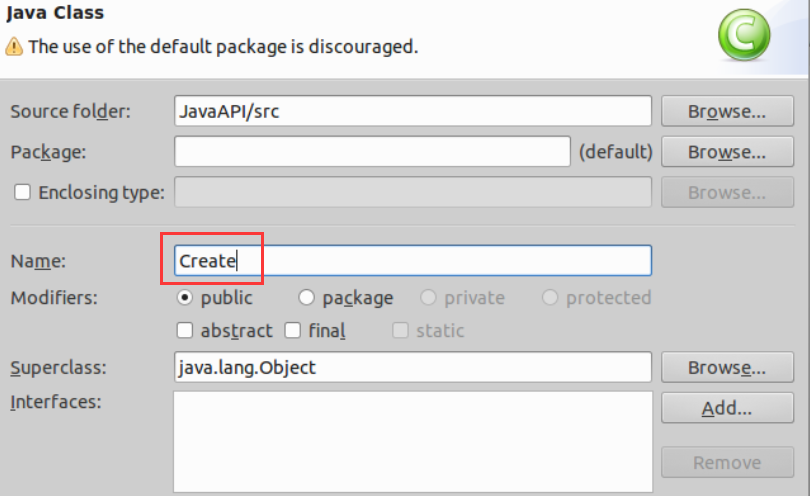 Java Class
The use of the default package is discouraged.
Source folder: JavaAPI/src Browse...
Package: (default) Browse...
Enclosing type: Browse...
Name: Create
Modifiers: public package private protected
abstract final static
Superclass: java.lang.Object Browse...
Interfaces: Add...
Remove